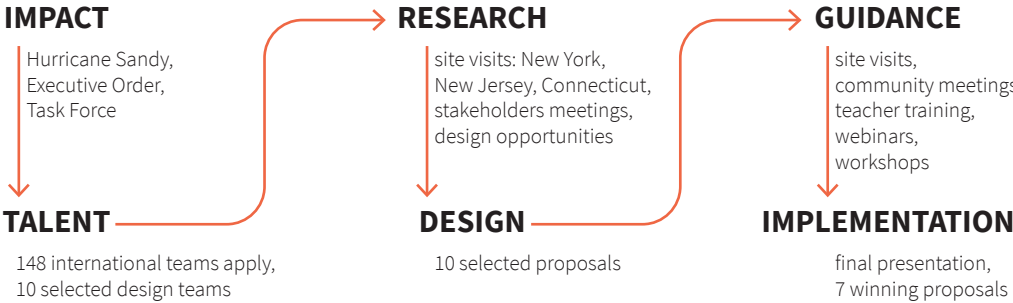 IMPACT
Hurricane Sandy,
Executive Order,
Task Force
TALENT
148 international teams apply,
10 selected design teams
RESEARCH
site visits: New York,
New Jersey, Connecticut,
stakeholders meetings,
design opportunities
DESIGN
10 selected proposals
GUIDANCE
site visits,
community meetings
teacher training,
webinars,
workshops
IMPLEMENTATION
final presentation,
7 winning proposals